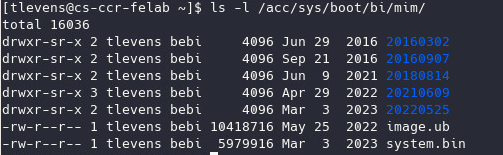 [tlevens@cs-ccr-felab ~]$ ls -l /acc/sys/boot/bi/mim/
total 16036
drwxr-sr-x 2 tlevens bebi     4096 Jun 29  2016 20160302
drwxr-sr-x 2 tlevens bebi     4096 Sep 21  2016 20160907
drwxr-sr-x 2 tlevens bebi     4096 Jun  9  2021 20180814
drwxr-sr-x 3 tlevens bebi     4096 Apr 29  2022 20210609
drwxr-sr-x 2 tlevens bebi     4096 Mar  3  2023 20220525
-rw-r--r-- 1 tlevens bebi 10418716 May 25  2022 image.ub
-rw-r--r-- 1 tlevens bebi  5979916 Mar  3  2023 system.bin